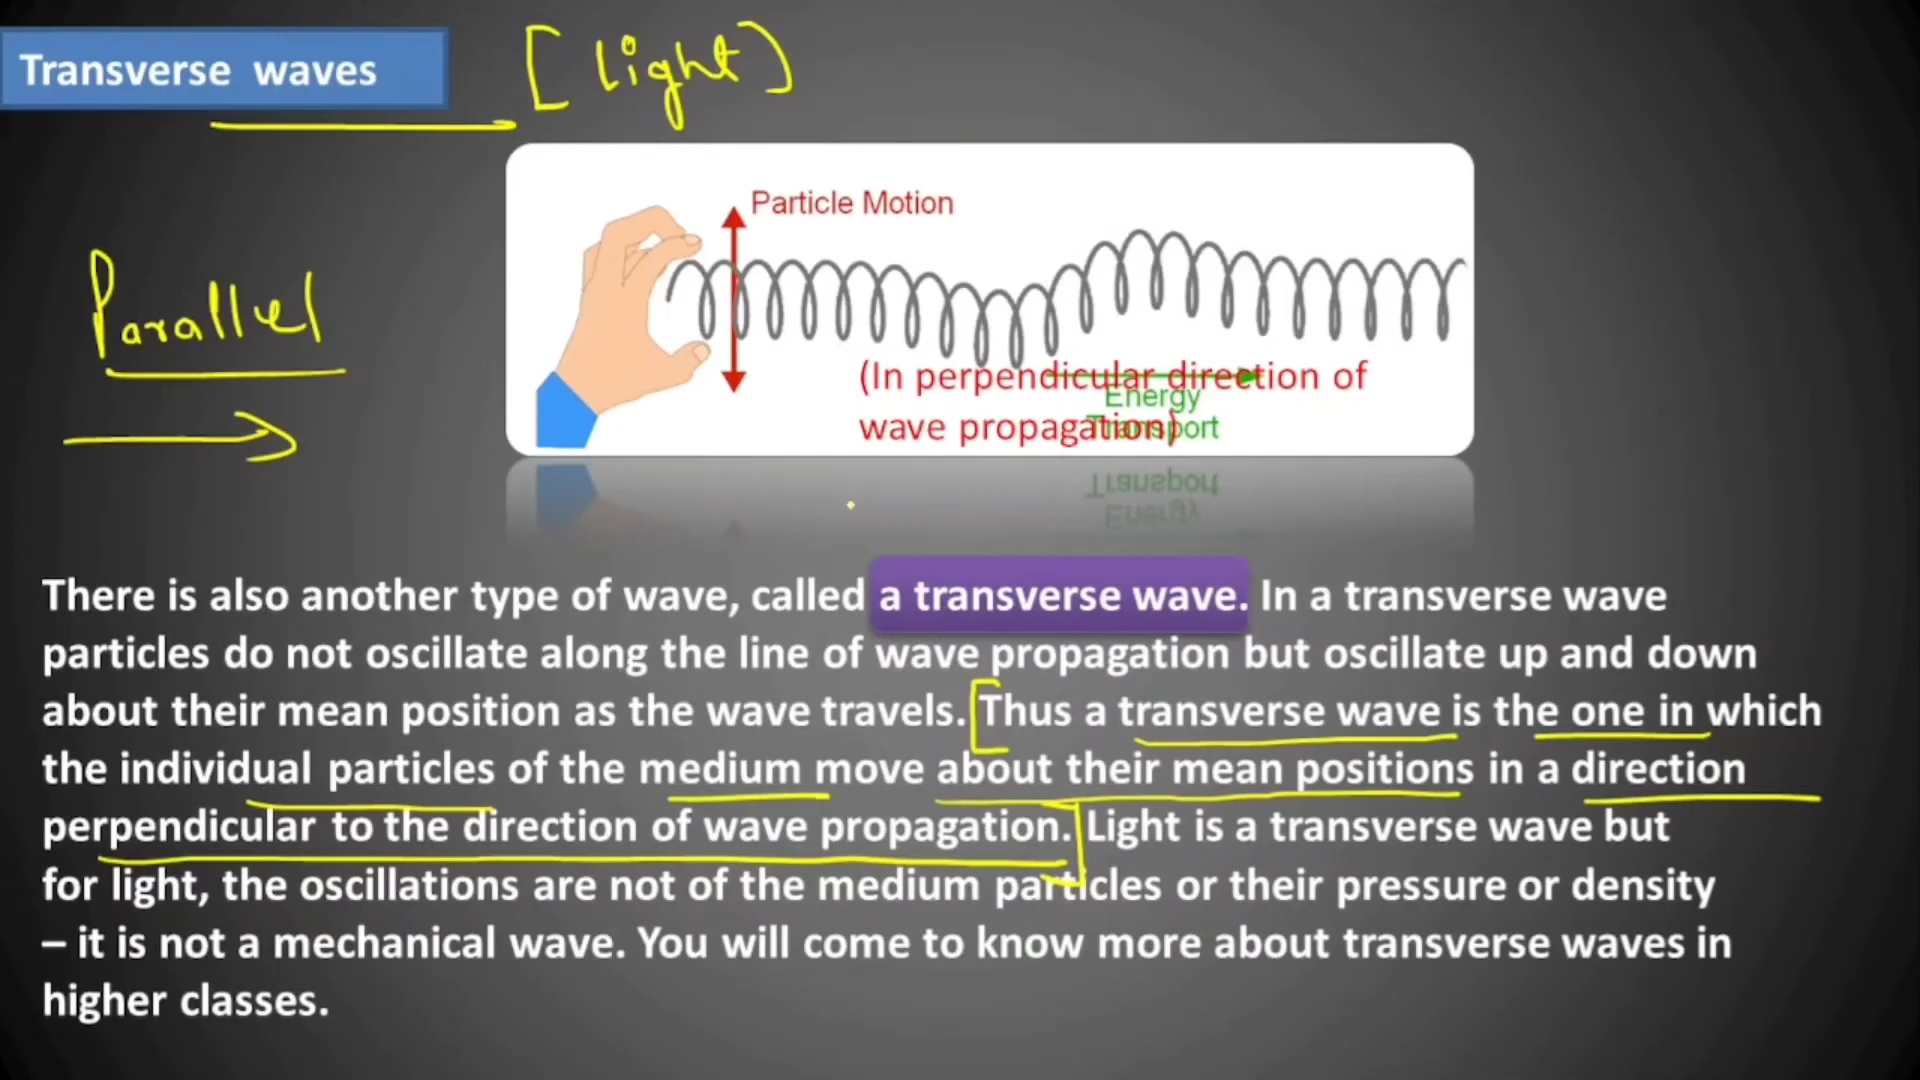 Transverse waves
[light]
Particle Motion
Parallel
(In perpendicular direction of
Energy
wave propagation)
Transport
There is also another type of wave, called a transverse wave. In a transverse wave
particles do not oscillate along the line of wave propagation but oscillate up and down
about their mean position as the wave travels. Thus a transverse wave is the one in which
the individual particles of the medium move about their mean positions in a direction
perpendicular to the direction of wave propagation. Light is a transverse wave but
for light, the oscillations are not of the medium particles or their pressure or density
– it is not a mechanical wave. You will come to know more about transverse waves in
higher classes.